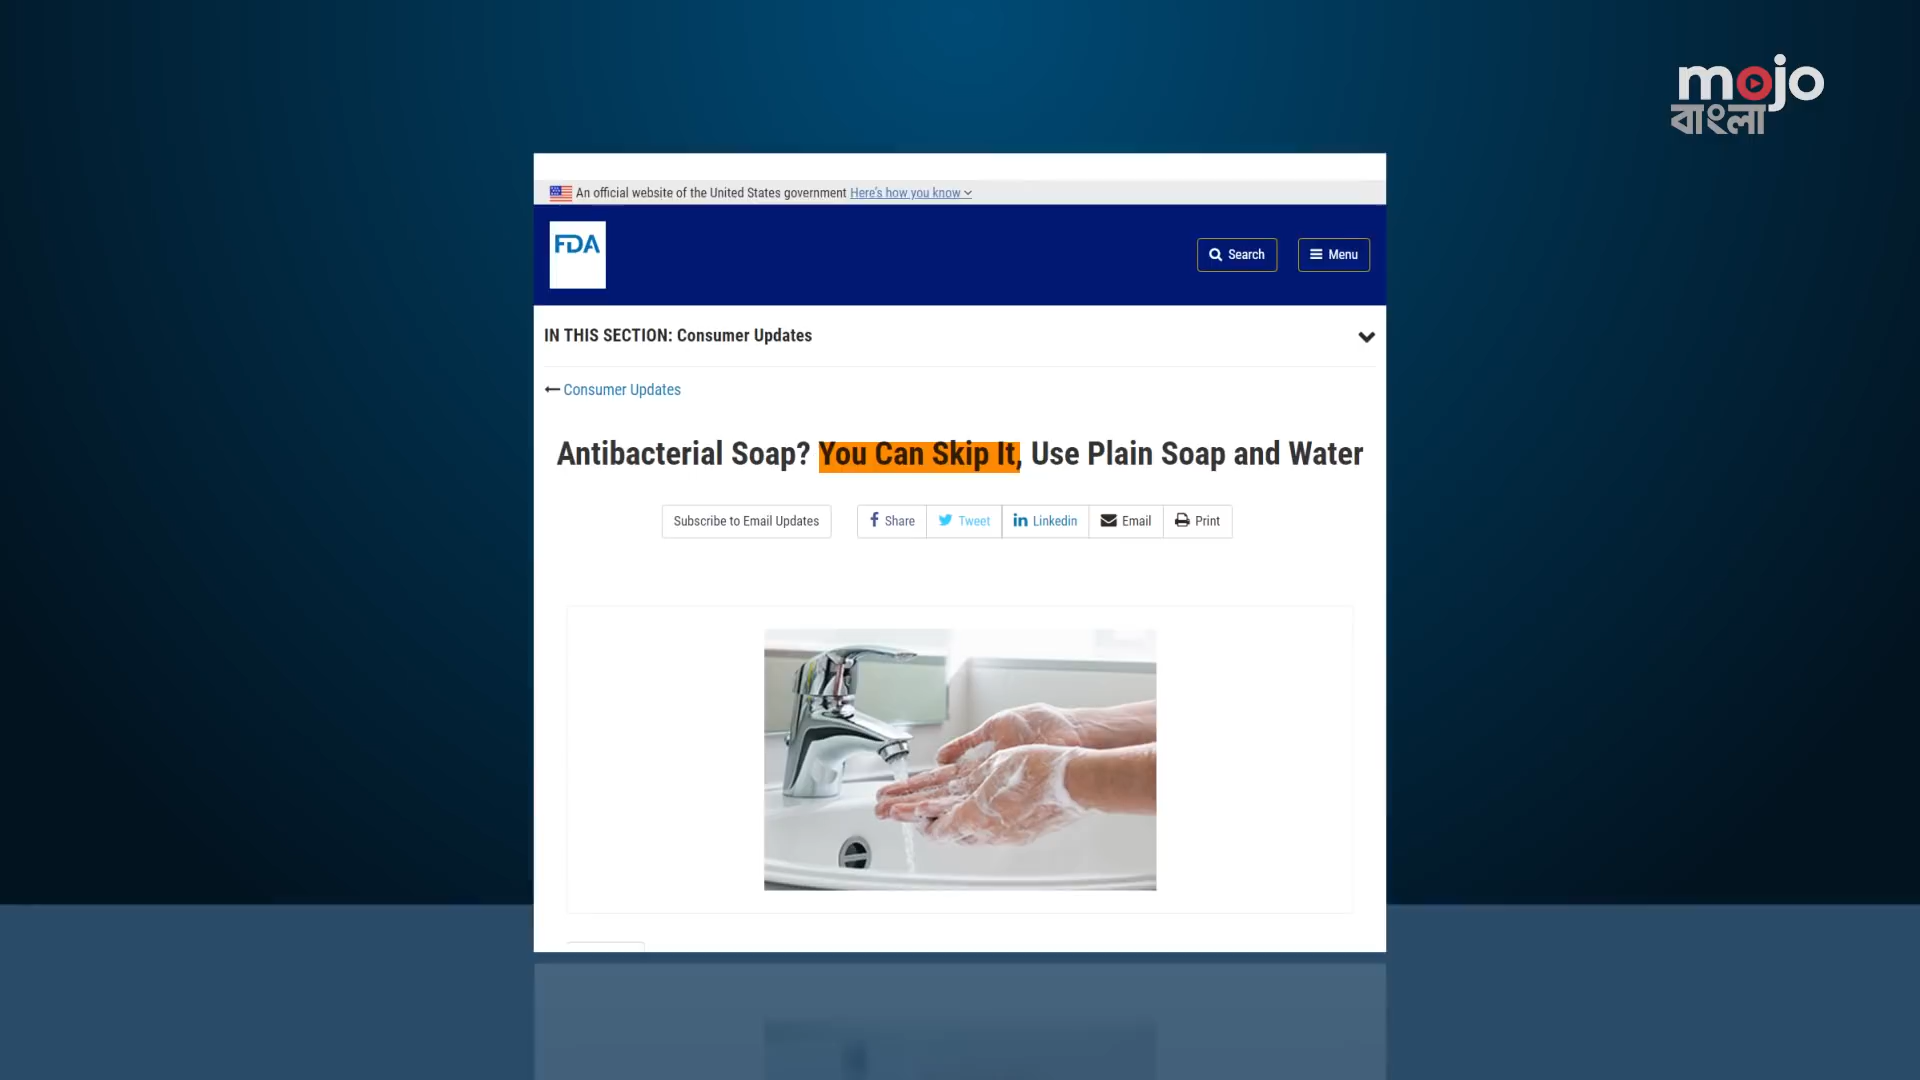 mojo
বাংলা
An official website of the United States government Here's how you know
FDA
Search
Menu
IN THIS SECTION: Consumer Updates
Consumer Updates
Antibacterial Soap? You Can Skip It, Use Plain Soap and Water
Subscribe to Email Updates
Share
Tweet
Linkedin
Email
Print